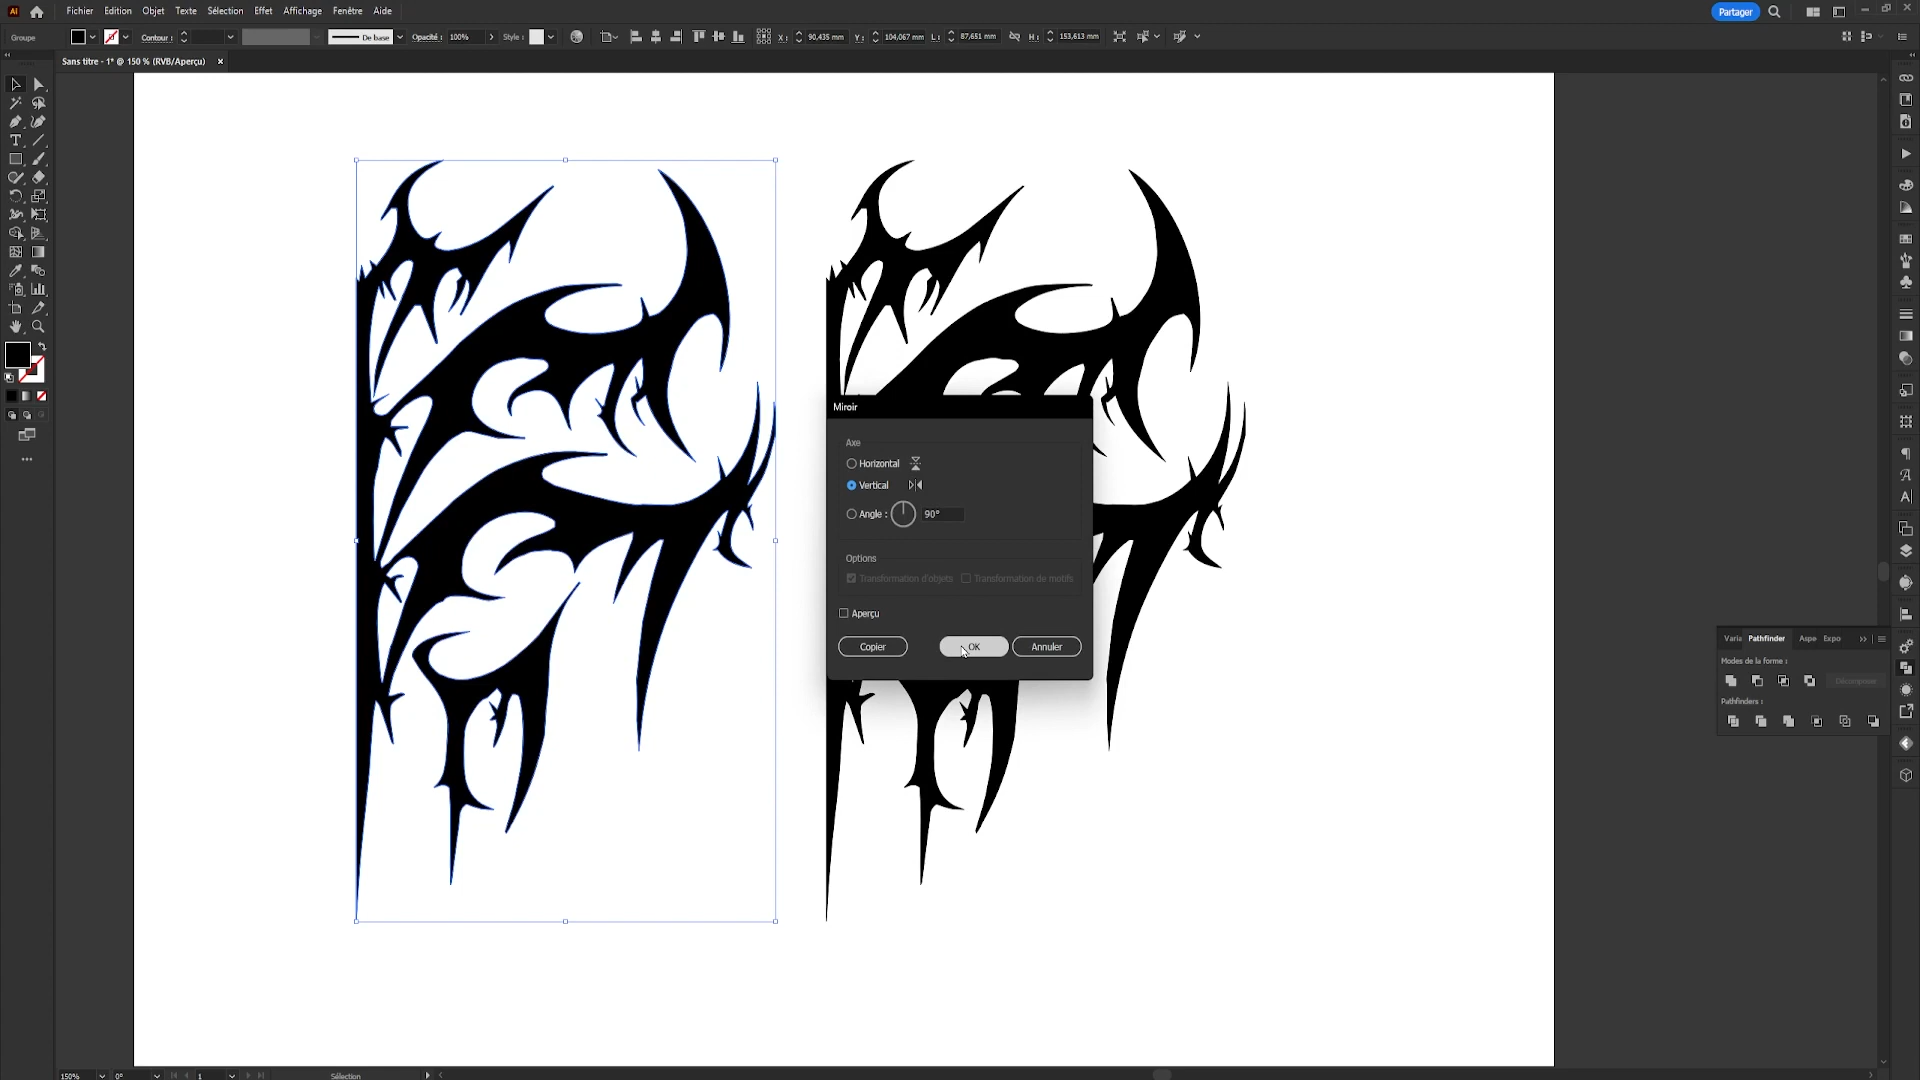 Ai Fichier Edition Objet Texte Sélection Effet Affichage Fenêtre Aide Partager
Groupe Contour : De base Opacité : 100% Style : X : 90,435 mm Y : 104,067 mm L : 87,651 mm H : 153,613 mm
Sans titre - 1* @ 150 % (RVB/Aperçu) ×
Miroir
Axe
Horizontal
Vertical
Angle : 90°
Options
Transformation d'objets Transformation de motifs
Aperçu
Copier OK Annuler
Varia Pathfinder Aspe Expo
Modes de la forme :
Décomposer
Pathfinders :
150% 0° 1 Sélection